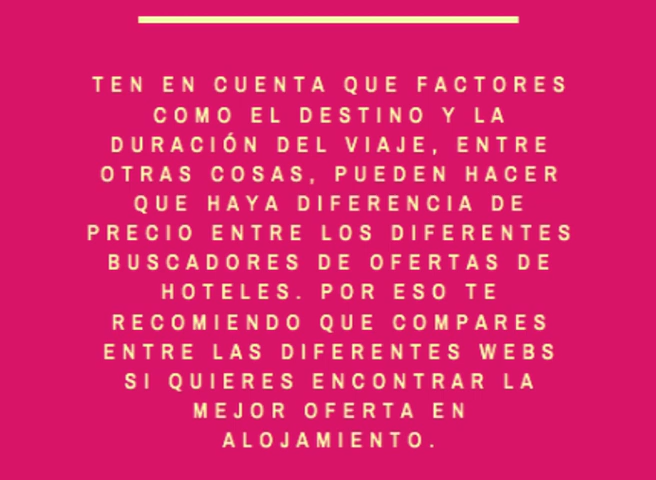 TEN EN CUENTA QUE FACTORES
COMO EL DESTINO Y LA
DURACIÓN DEL VIAJE, ENTRE
OTRAS COSAS, PUEDEN HACER
QUE HAYA DIFERENCIA DE
PRECIO ENTRE LOS DIFERENTES
BUSCADORES DE OFERTAS DE
HOTELES. POR ESO TE
RECOMIENDO QUE COMPARES
ENTRE LAS DIFERENTES WEBS
SI QUIERES ENCONTRAR LA
MEJOR OFERTA EN
ALOJAMIENTO.